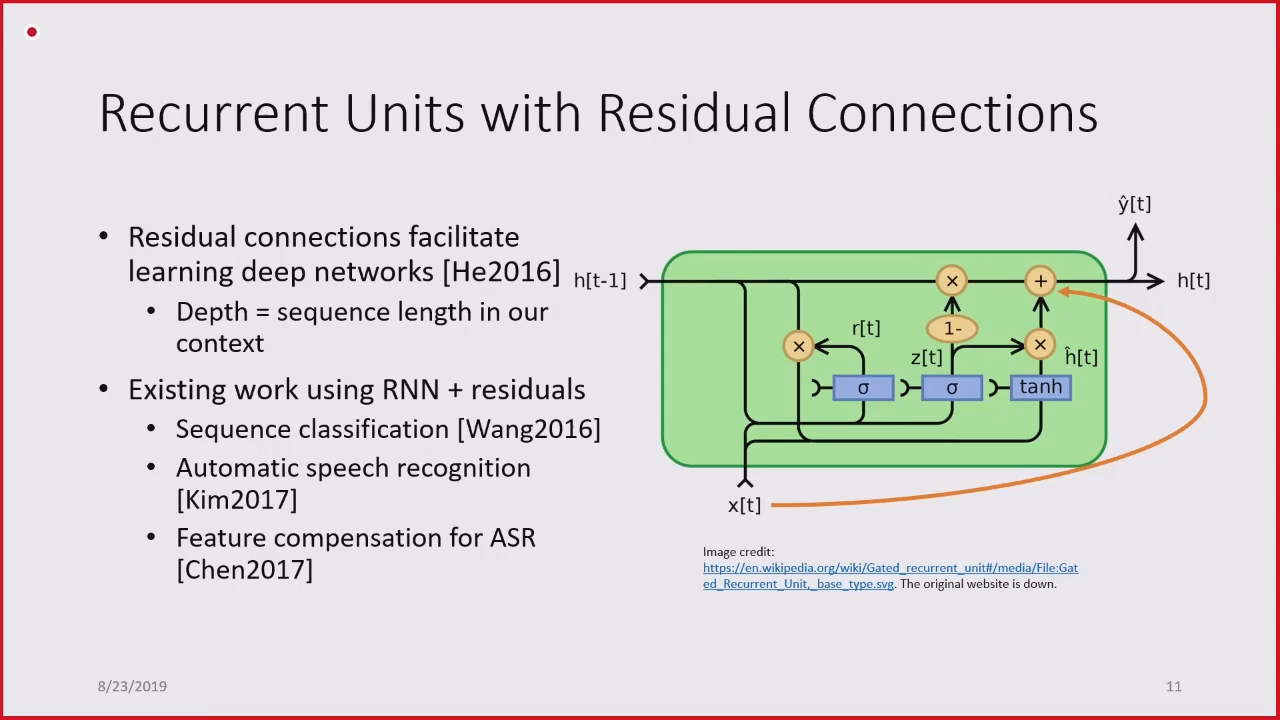 Recurrent Units with Residual Connections
• Residual connections facilitate
learning deep networks [He2016]
• Depth = sequence length in our
context
• Existing work using RNN + residuals
• Sequence classification [Wang2016]
• Automatic speech recognition
[Kim2017]
• Feature compensation for ASR
[Chen2017]
ŷ[t]
h[t-1]
×
+
h[t]
r[t]
1-
×
z[t]
×
ĥ[t]
σ
σ
tanh
x[t]
Image credit:
https://en.wikipedia.org/wiki/Gated_recurrent_unit#/media/File:Gat
ed_Recurrent_Unit,_base_type.svg. The original website is down.
8/23/2019
11